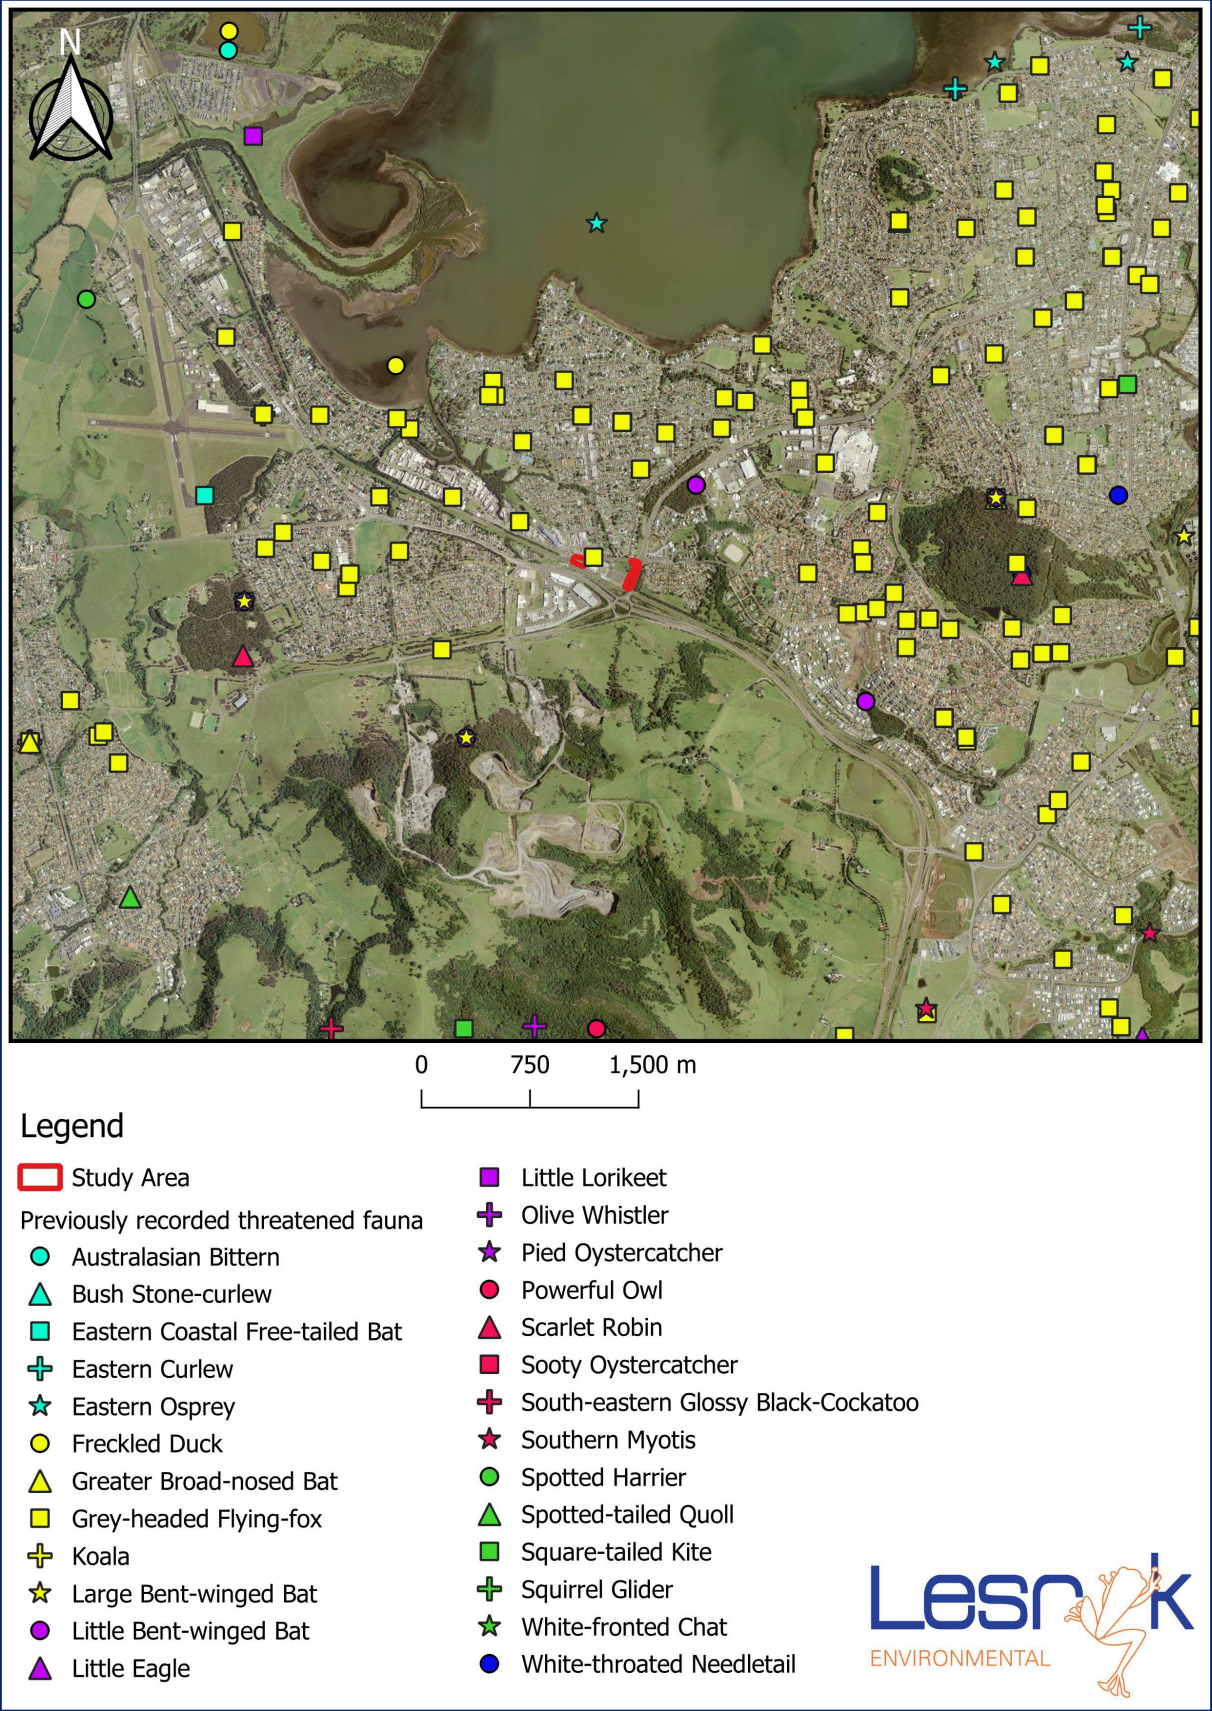 N
0 750 1,500 m
Legend
Study Area
Previously recorded threatened fauna
Australasian Bittern
Bush Stone-curlew
Eastern Coastal Free-tailed Bat
Eastern Curlew
Eastern Osprey
Freckled Duck
Greater Broad-nosed Bat
Grey-headed Flying-fox
Koala
Large Bent-winged Bat
Little Bent-winged Bat
Little Eagle
Little Lorikeet
Olive Whistler
Pied Oystercatcher
Powerful Owl
Scarlet Robin
Sooty Oystercatcher
South-eastern Glossy Black-Cockatoo
Southern Myotis
Spotted Harrier
Spotted-tailed Quoll
Square-tailed Kite
Squirrel Glider
White-fronted Chat
White-throated Needletail
Lesryk
ENVIRONMENTAL